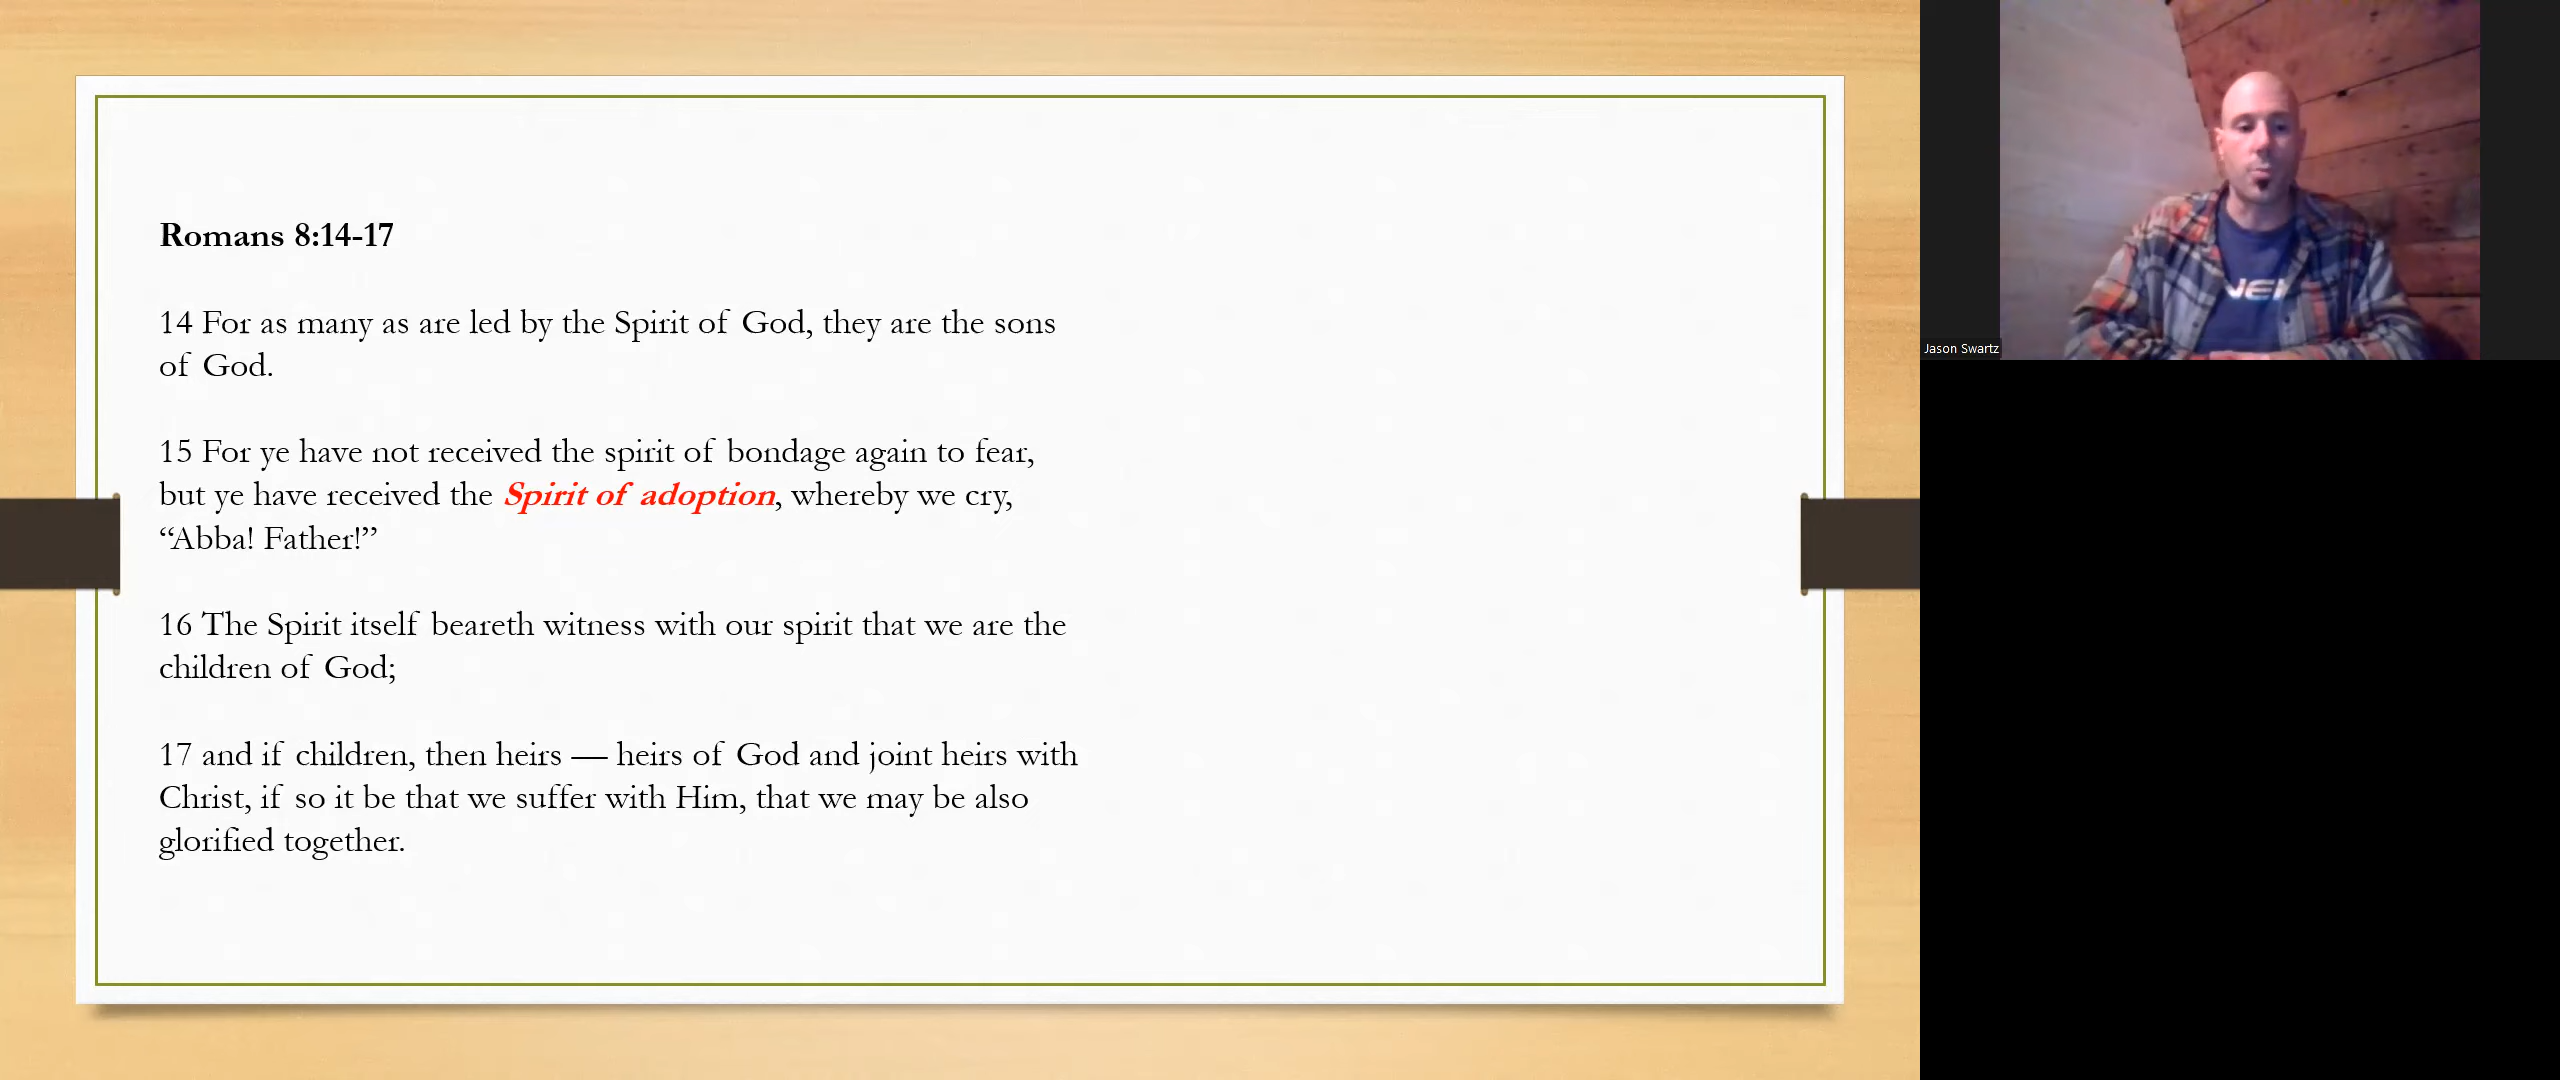 Romans 8:14-17
14 For as many as are led by the Spirit of God, they are the sons
of God.
15 For ye have not received the spirit of bondage again to fear,
but ye have received the Spirit of adoption, whereby we cry,
“Abba! Father!”
16 The Spirit itself beareth witness with our spirit that we are the
children of God;
17 and if children, then heirs — heirs of God and joint heirs with
Christ, if so it be that we suffer with Him, that we may be also
glorified together.
Jason Swartz